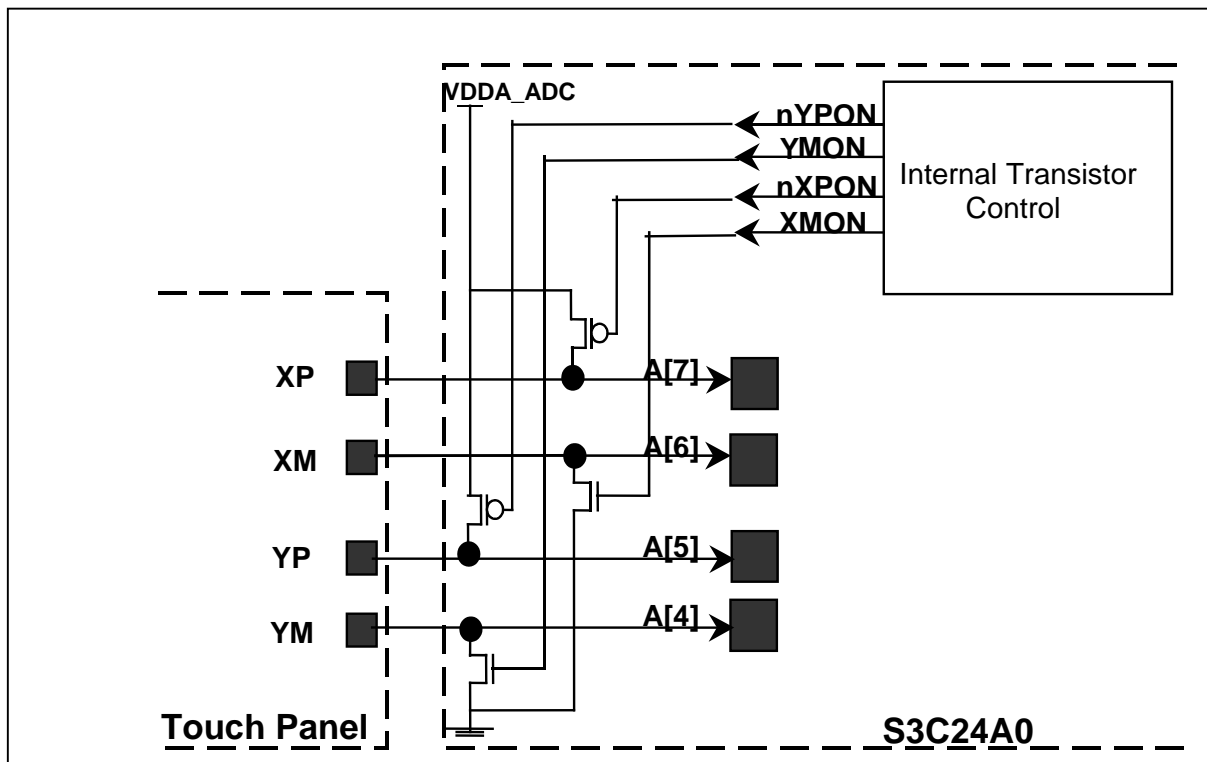 VDDA_ADC
nYPON
YMON
nXPON
XMON
Internal Transistor
Control
XP
A[7]
XM
A[6]
YP
A[5]
YM
A[4]
Touch Panel
S3C24A0